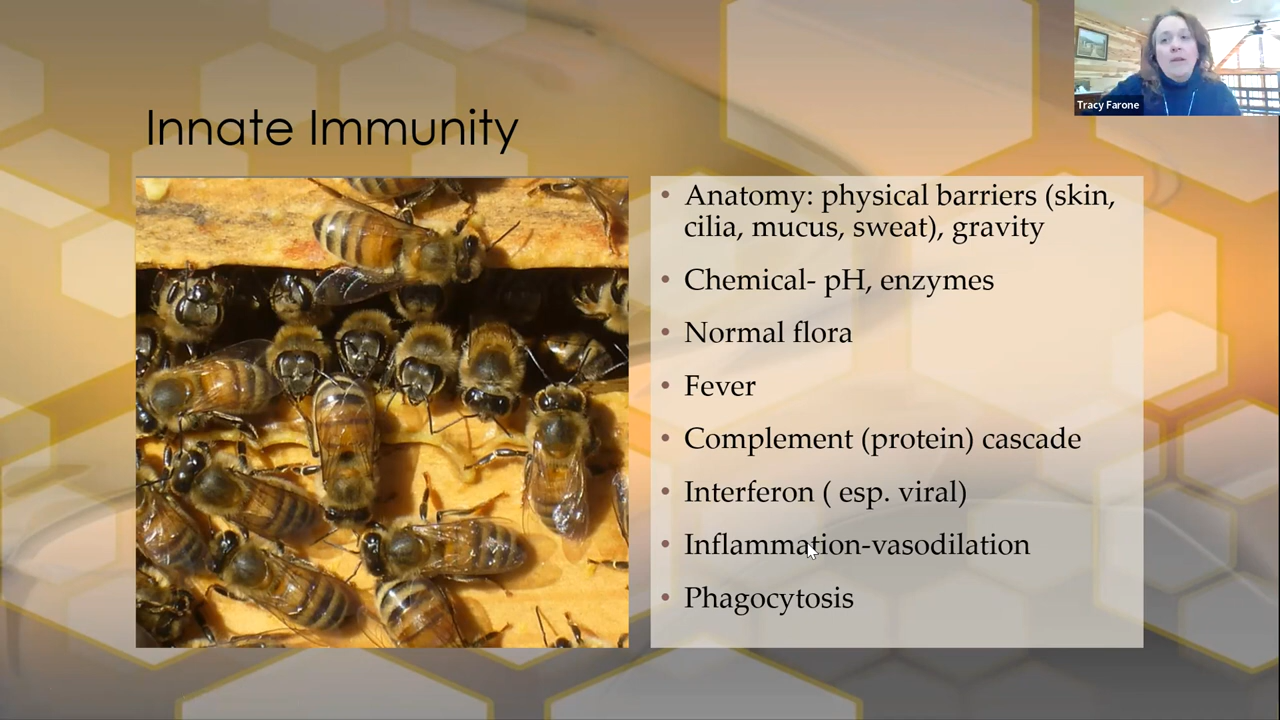 Tracy Farone
Innate Immunity
• Anatomy: physical barriers (skin,
cilia, mucus, sweat), gravity
• Chemical- pH, enzymes
• Normal flora
• Fever
• Complement (protein) cascade
• Interferon ( esp. viral)
• Inflammation-vasodilation
• Phagocytosis